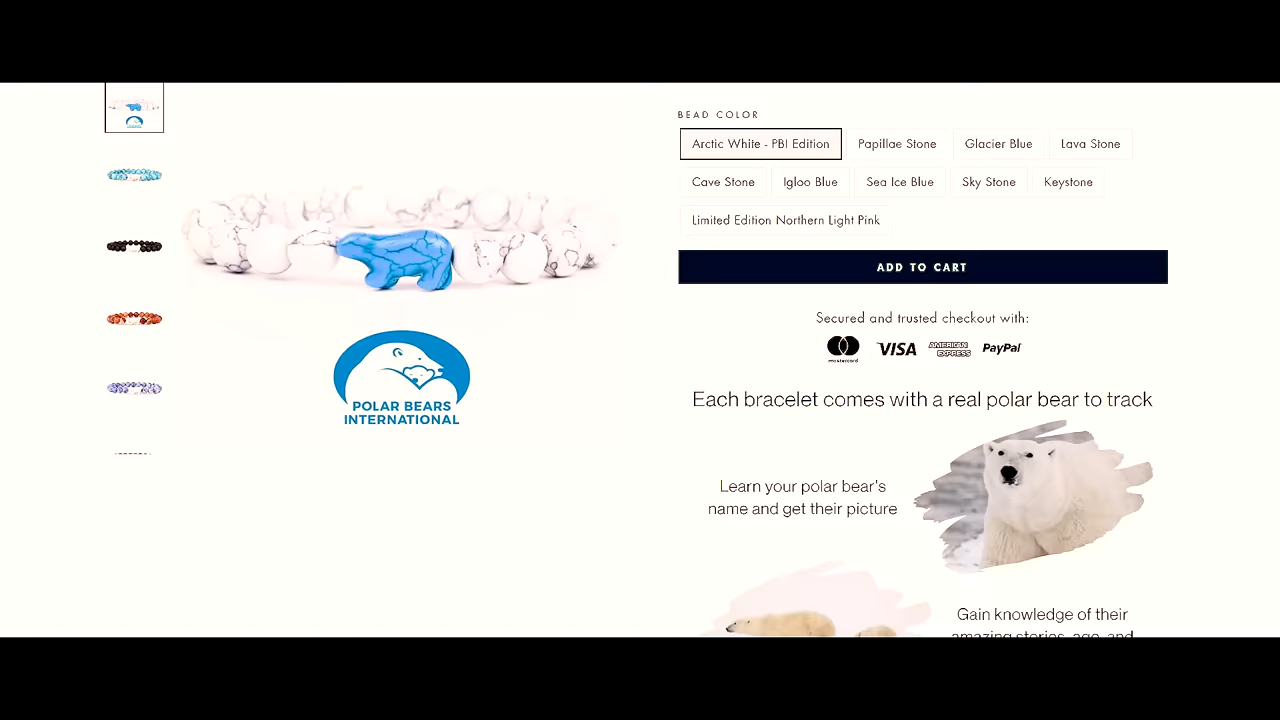 BEAD COLOR
Arctic White - PBI Edition
Papillae Stone
Glacier Blue
Lava Stone
Cave Stone
Igloo Blue
Sea Ice Blue
Sky Stone
Keystone
Limited Edition Northern Light Pink
ADD TO CART
Secured and trusted checkout with:
mastercard
VISA
AMERICAN
EXPRESS
PayPal
POLAR BEARS
INTERNATIONAL
Each bracelet comes with a real polar bear to track
Learn your polar bear's
name and get their picture
Gain knowledge of their
amazing stories, age, and